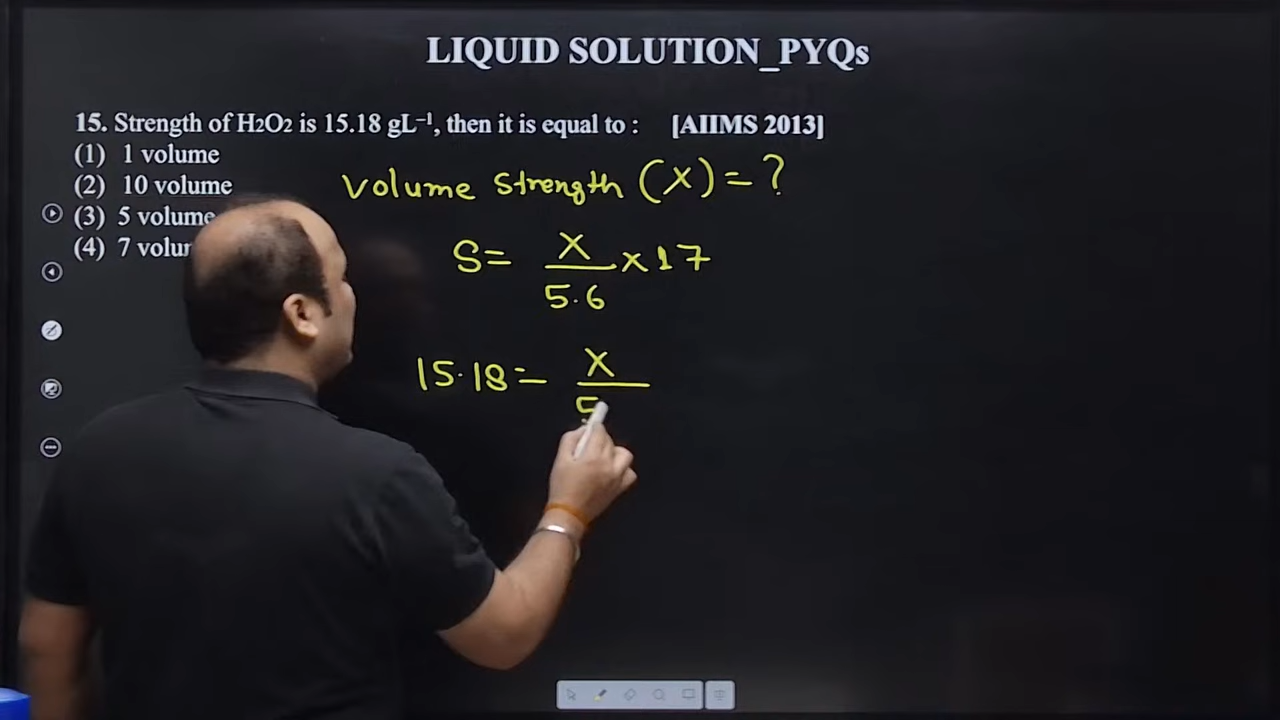 LIQUID SOLUTION_PYQs
15. Strength of H2O2 is 15.18 gL⁻¹, then it is equal to : [AIIMS 2013]
(1) 1 volume
(2) 10 volume
(3) 5 volume
(4) 7
Volume Strength (X) = ?
S = X/5.6 × 17
15.18 = X/5